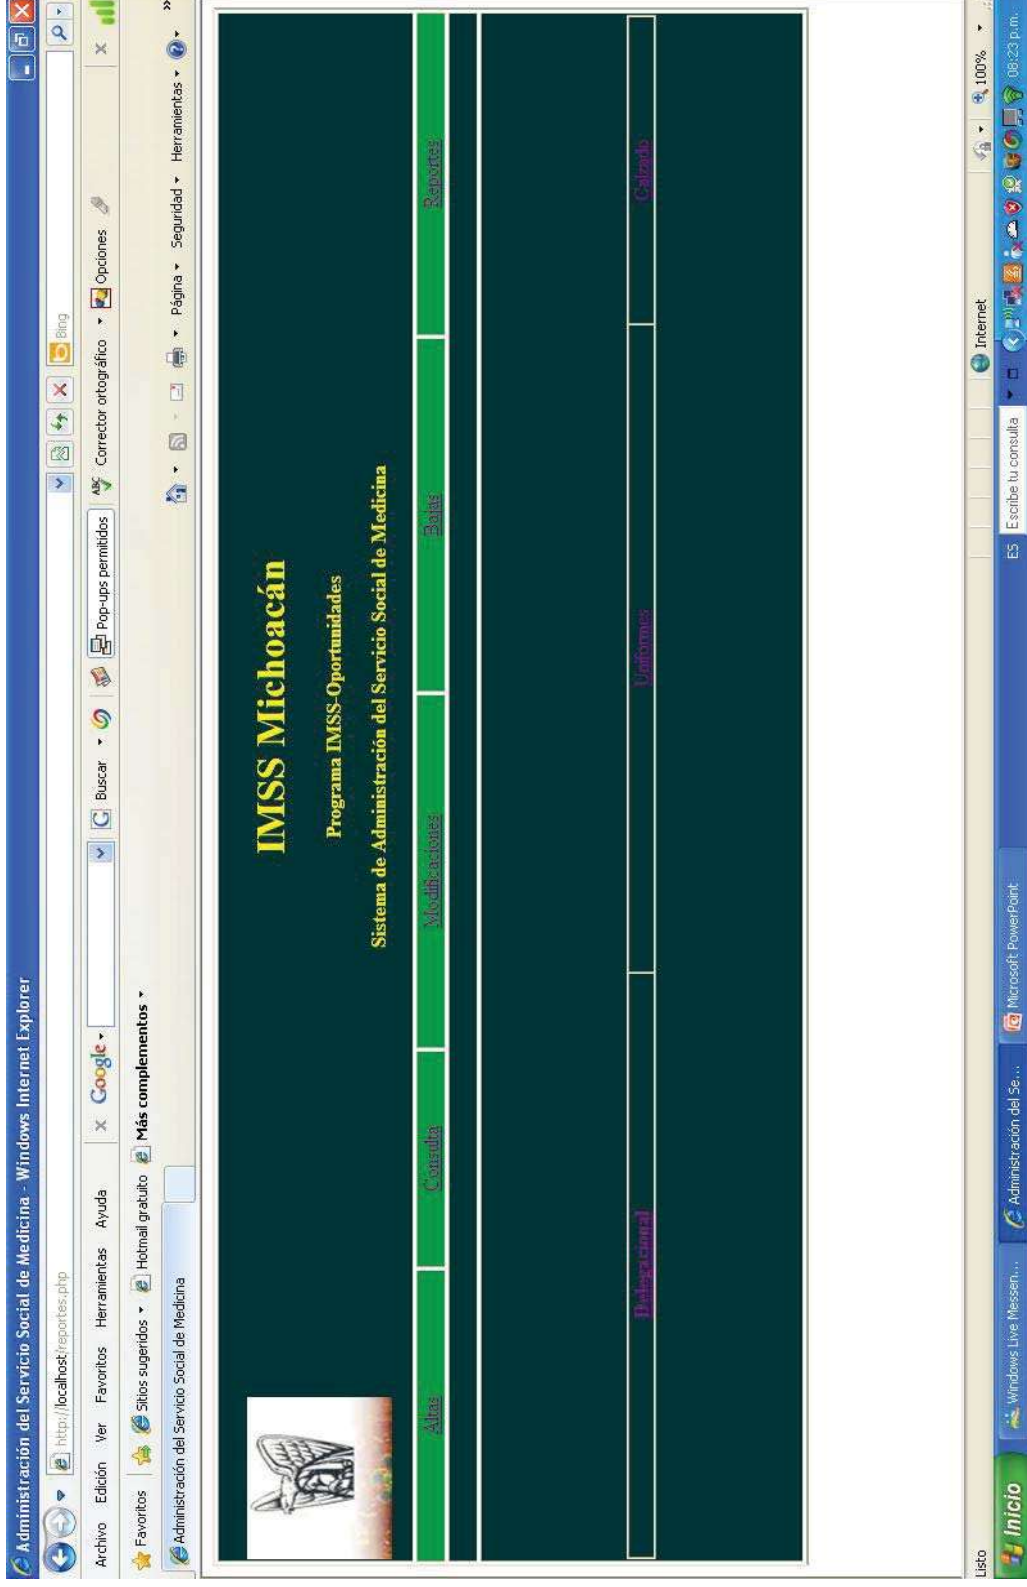 Administración del Servicio Social de Medicina - Windows Internet Explorer
http://localhost/reportes.php
Bing
Archivo Edición Ver Favoritos Herramientas Ayuda
x Google
G Buscar
Pop-ups permitidos
ABC Corrector ortográfico
Opciones
x
Favoritos
Sitios sugeridos
Hotmail gratuito
Más complementos
Administración del Servicio Social de Medicina
Página Seguridad Herramientas »
IMSS Michoacán
Programa IMSS-Oportunidades
Sistema de Administración del Servicio Social de Medicina
Altas Consulta Modificaciones Bajas Reportes
Delegacional Uniformes Calzado
Listo
Internet
100%
Inicio
Windows Live Messen...
Administración del Se...
Microsoft PowerPoint
ES
Escribe tu consulta
08:23 p.m.